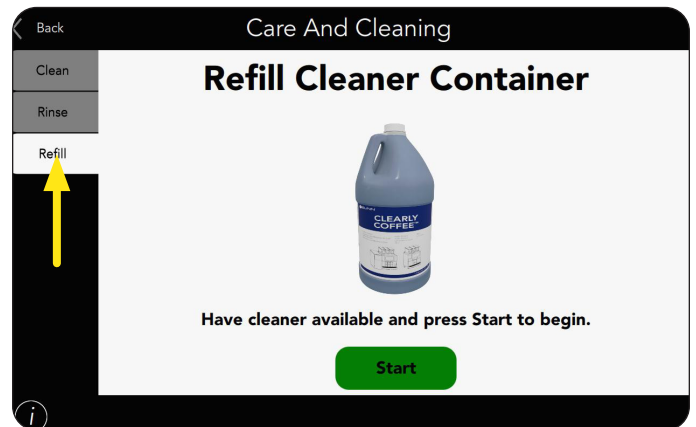 Back
Care And Cleaning
Clean
Rinse
Refill
Refill Cleaner Container
CLEARLY
COFFEE™
Have cleaner available and press Start to begin.
Start
i